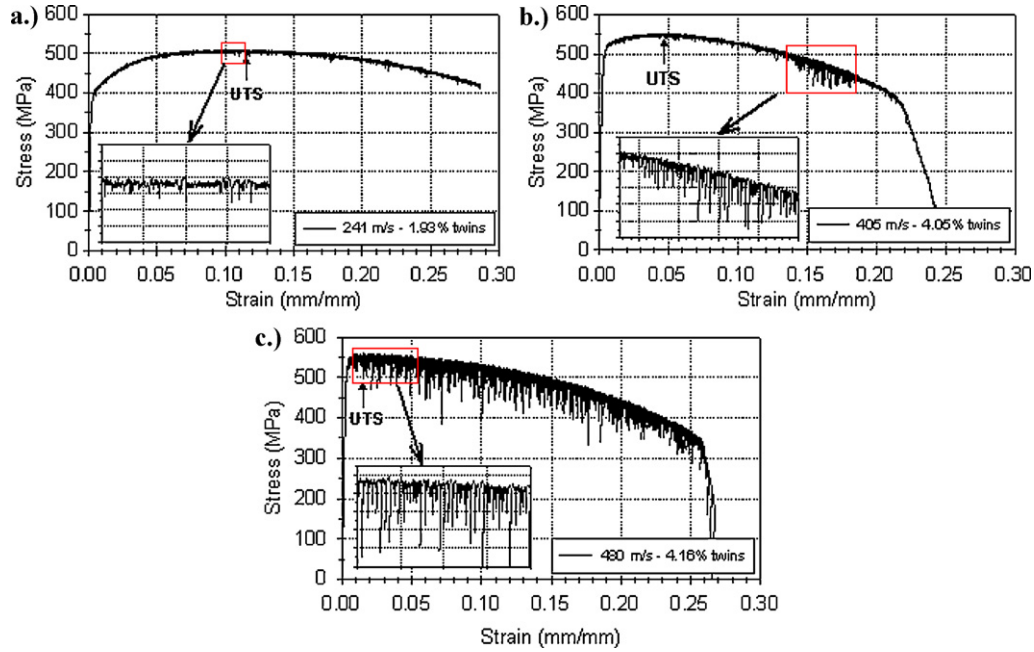 a.)
600
500
400
300
200
100
0
Stress (MPa)
UTS
241 m/s - 1.93% twins
0.00 0.05 0.10 0.15 0.20 0.25 0.30
Strain (mm/mm)
b.)
600
500
400
300
200
100
0
Stress (MPa)
UTS
405 m/s - 4.05% twins
0.00 0.05 0.10 0.15 0.20 0.25 0.30
Strain (mm/mm)
c.)
600
500
400
300
200
100
0
Stress (MPa)
UTS
480 m/s - 4.16% twins
0.00 0.05 0.10 0.15 0.20 0.25 0.30
Strain (mm/mm)